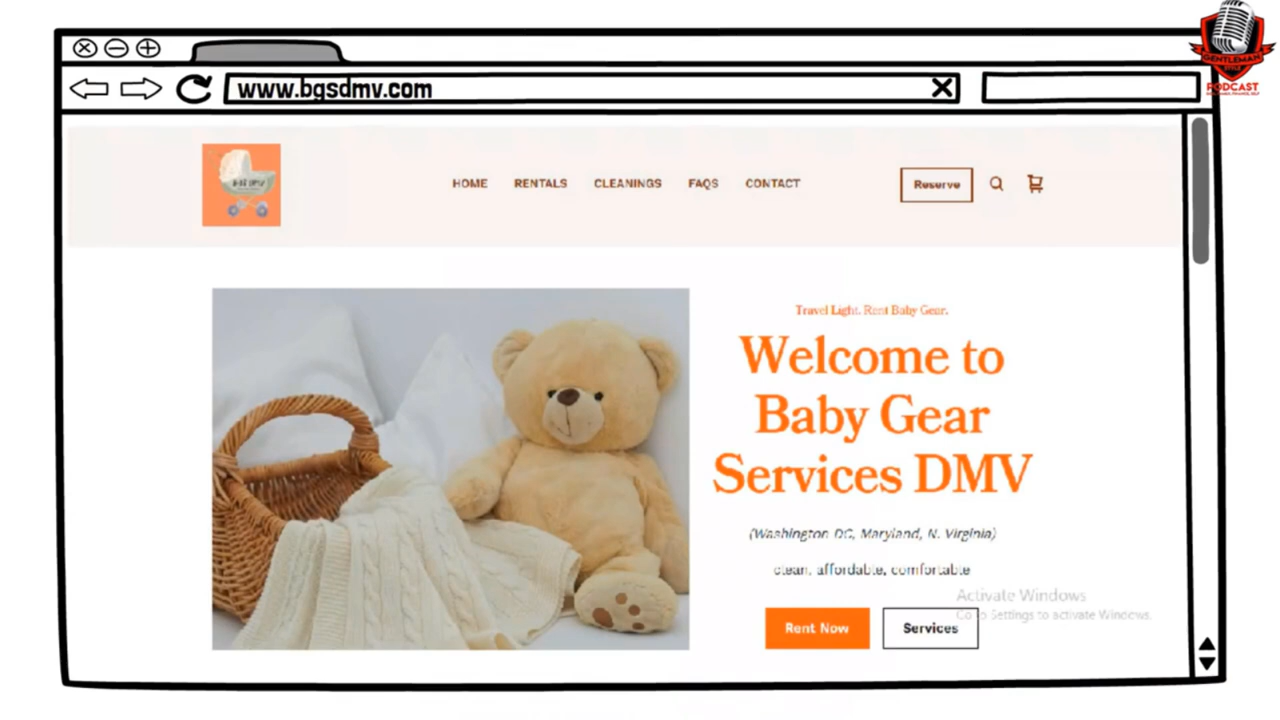 GENTLEMAN
STYLE
PODCAST
www.bgsdmv.com
HOME RENTALS CLEANINGS FAQS CONTACT Reserve
Travel Light. Rent Baby Gear.
Welcome to
Baby Gear
Services DMV
(Washington DC, Maryland, N. Virginia)
clean, affordable, comfortable
Activate Windows
Go to Settings to activate Windows.
Rent Now Services